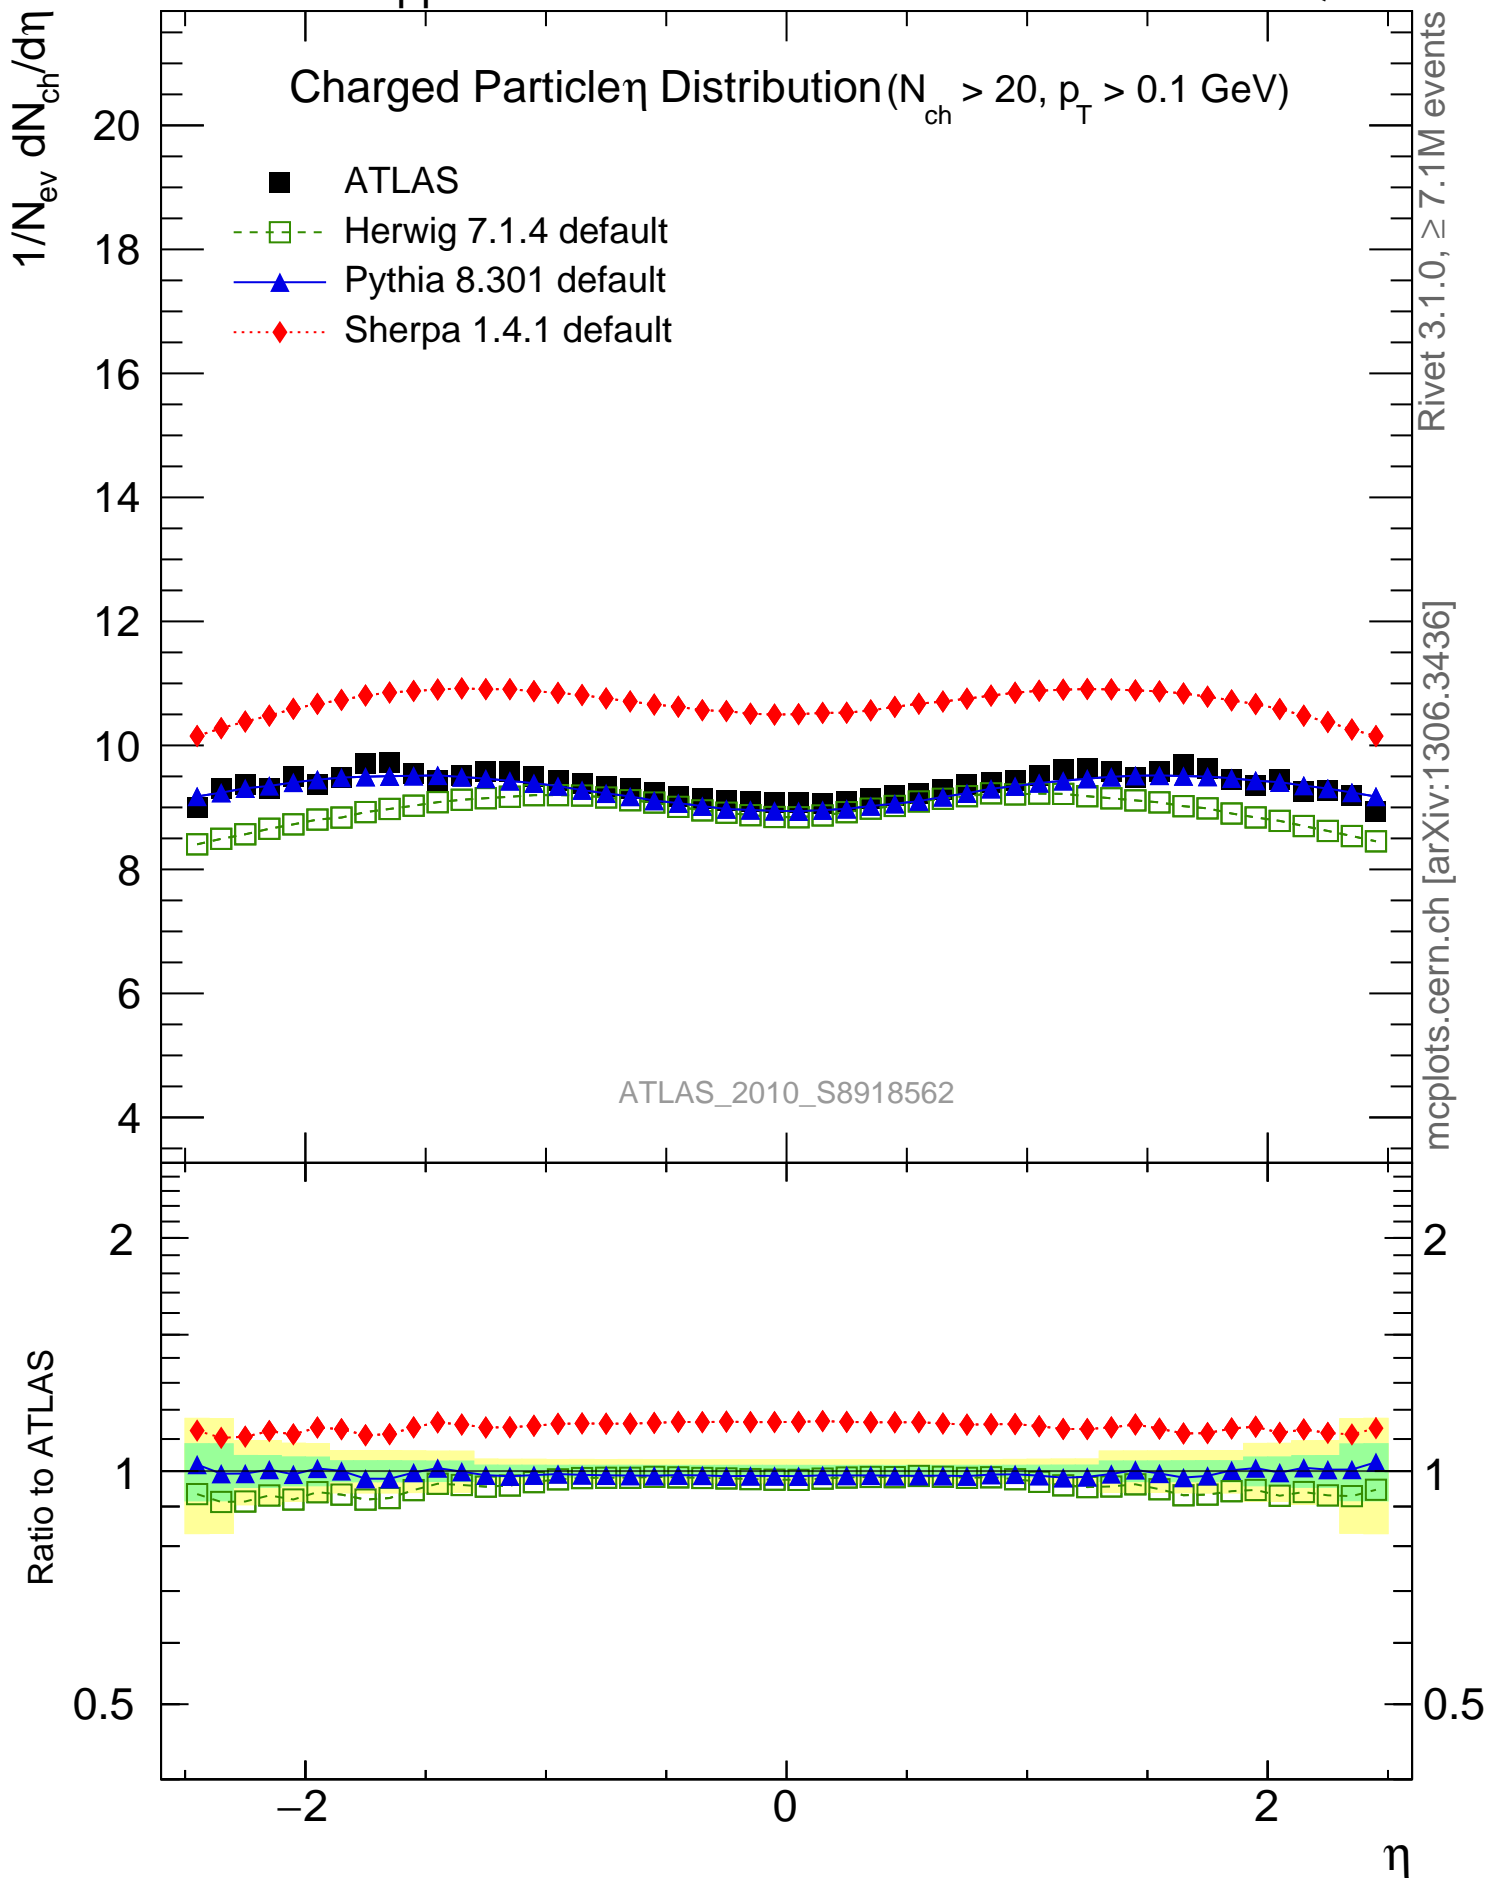 pp
1/N_ev dN_ch/dη
Charged Particleη Distribution (N_ch > 20, p_T > 0.1 GeV)
ATLAS
Herwig 7.1.4 default
Pythia 8.301 default
Sherpa 1.4.1 default
20
18
16
14
12
10
8
6
4
ATLAS_2010_S8918562
Rivet 3.1.0, ≥ 7.1M events
mcplots.cern.ch [arXiv:1306.3436]
Ratio to ATLAS
2
1
0.5
2
1
0.5
−2
0
2
η